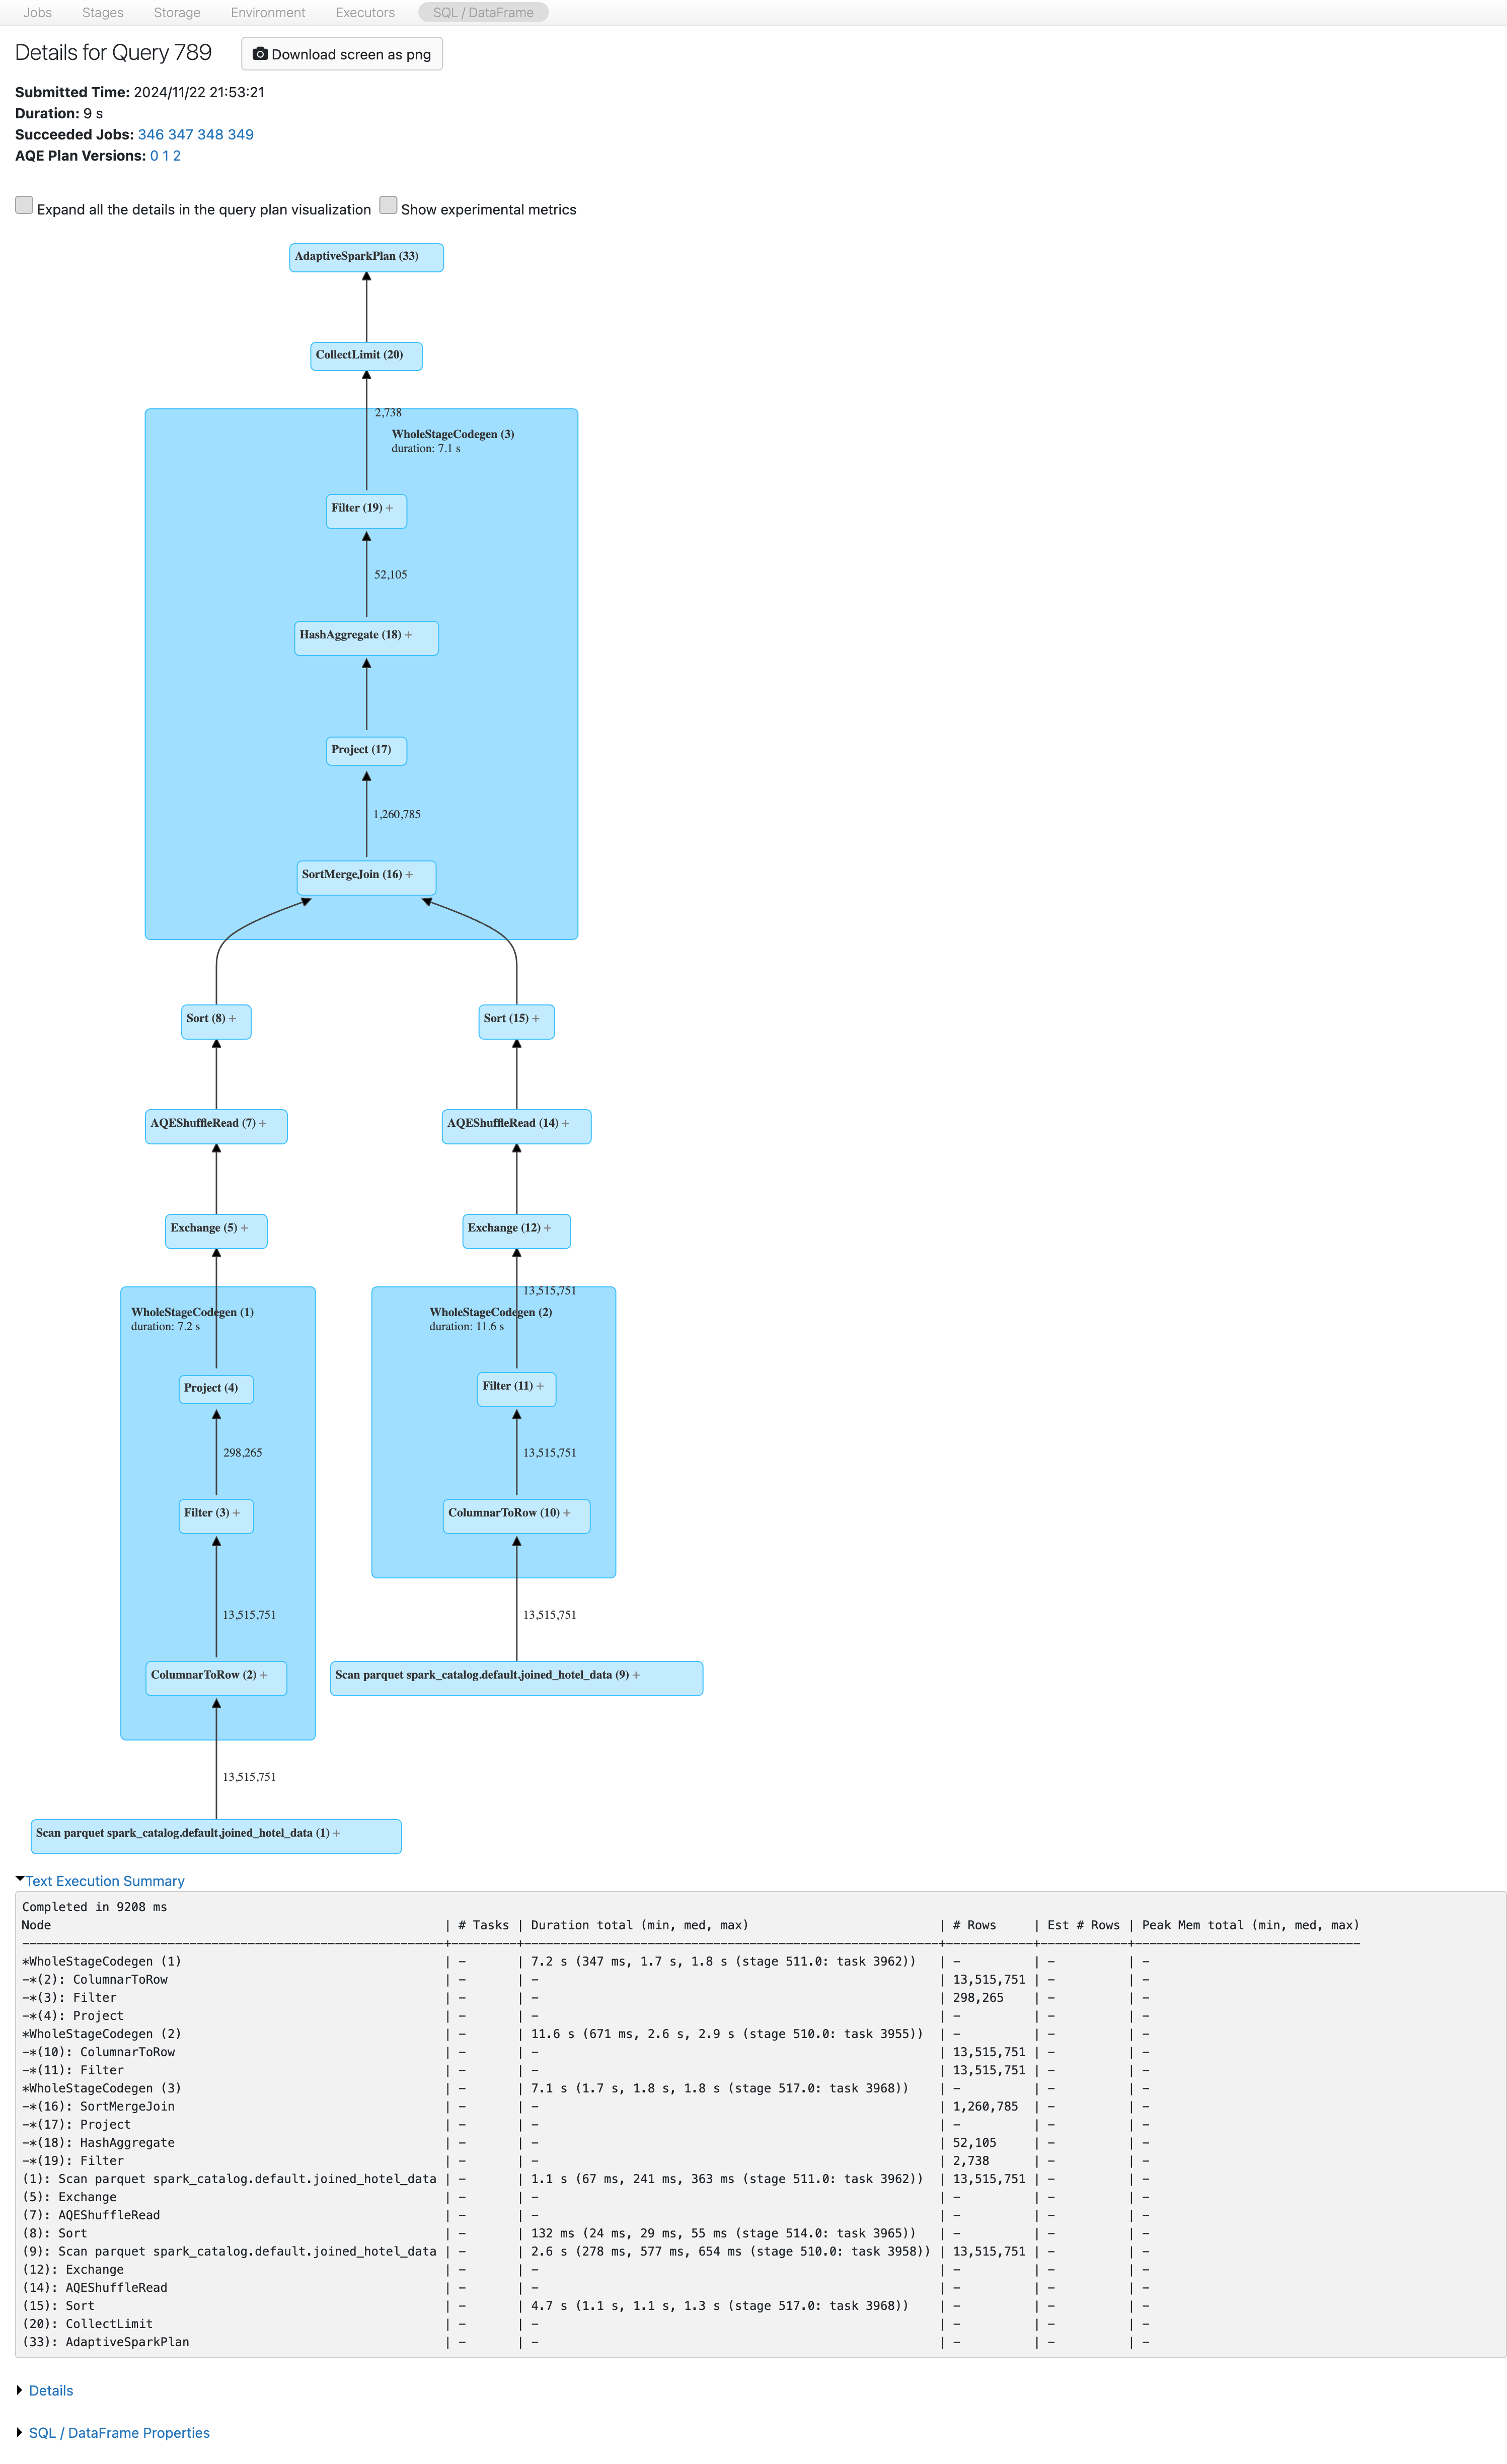 Jobs Stages Storage Environment Executors SQL / DataFrame
Details for Query 789 Download screen as png
Submitted Time: 2024/11/22 21:53:21
Duration: 9 s
Succeeded Jobs: 346 347 348 349
AQE Plan Versions: 0 1 2
Expand all the details in the query plan visualization Show experimental metrics
AdaptiveSparkPlan (33)
CollectLimit (20)
2,738
WholeStageCodegen (3)
duration: 7.1 s
Filter (19) +
52,105
HashAggregate (18) +
Project (17)
1,260,785
SortMergeJoin (16) +
Sort (8) + Sort (15) +
AQEShuffleRead (7) + AQEShuffleRead (14) +
Exchange (5) + Exchange (12) +
13,515,751
WholeStageCodegen (1) WholeStageCodegen (2)
duration: 7.2 s duration: 11.6 s
Project (4) Filter (11) +
298,265 13,515,751
Filter (3) + ColumnarToRow (10) +
13,515,751 13,515,751
ColumnarToRow (2) + Scan parquet spark_catalog.default.joined_hotel_data (9) +
13,515,751
Scan parquet spark_catalog.default.joined_hotel_data (1) +
Text Execution Summary
Completed in 9208 ms
Node | # Tasks | Duration total (min, med, max) | # Rows | Est # Rows | Peak Mem total (min, med, max)
*WholeStageCodegen (1) | - | 7.2 s (347 ms, 1.7 s, 1.8 s (stage 511.0: task 3962)) | - | - | -
-*(2): ColumnarToRow | - | - | 13,515,751 | - | -
-*(3): Filter | - | - | 298,265 | - | -
-*(4): Project | - | - | - | - | -
*WholeStageCodegen (2) | - | 11.6 s (671 ms, 2.6 s, 2.9 s (stage 510.0: task 3955)) | - | - | -
-*(10): ColumnarToRow | - | - | 13,515,751 | - | -
-*(11): Filter | - | - | 13,515,751 | - | -
*WholeStageCodegen (3) | - | 7.1 s (1.7 s, 1.8 s, 1.8 s (stage 517.0: task 3968)) | - | - | -
-*(16): SortMergeJoin | - | - | 1,260,785 | - | -
-*(17): Project | - | - | - | - | -
-*(18): HashAggregate | - | - | 52,105 | - | -
-*(19): Filter | - | - | 2,738 | - | -
(1): Scan parquet spark_catalog.default.joined_hotel_data | - | 1.1 s (67 ms, 241 ms, 363 ms (stage 511.0: task 3962)) | 13,515,751 | - | -
(5): Exchange | - | - | - | - | -
(7): AQEShuffleRead | - | - | - | - | -
(8): Sort | - | 132 ms (24 ms, 29 ms, 55 ms (stage 514.0: task 3965)) | - | - | -
(9): Scan parquet spark_catalog.default.joined_hotel_data | - | 2.6 s (278 ms, 577 ms, 654 ms (stage 510.0: task 3958)) | 13,515,751 | - | -
(12): Exchange | - | - | - | - | -
(14): AQEShuffleRead | - | - | - | - | -
(15): Sort | - | 4.7 s (1.1 s, 1.1 s, 1.3 s (stage 517.0: task 3968)) | - | - | -
(20): CollectLimit | - | - | - | - | -
(33): AdaptiveSparkPlan | - | - | - | - | -
Details
SQL / DataFrame Properties